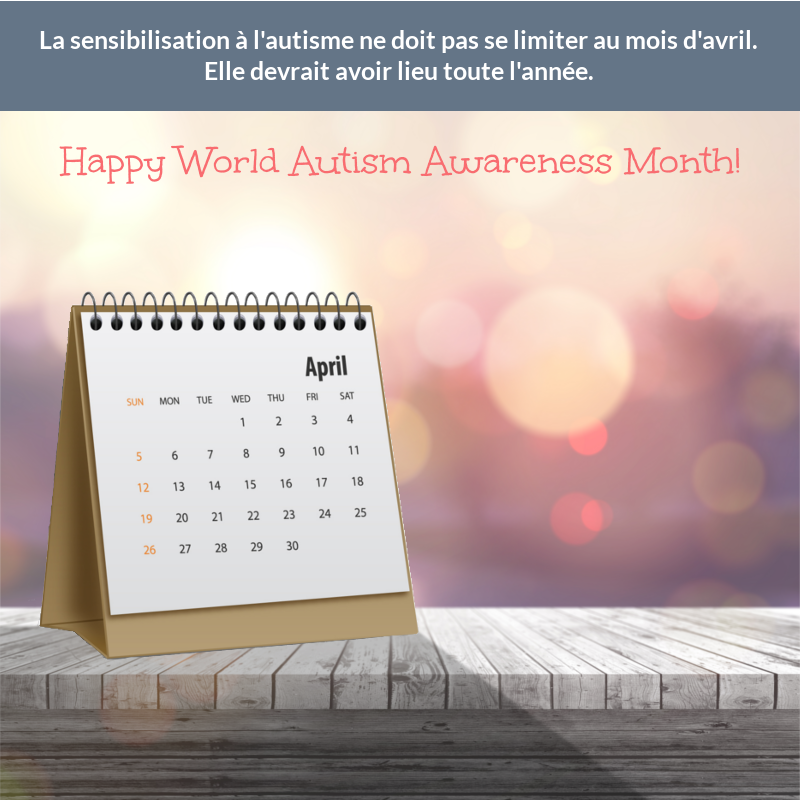 La sensibilisation à l'autisme ne doit pas se limiter au mois d'avril.
Elle devrait avoir lieu toute l'année.
Happy World Autism Awareness Month!
April
SUN MON TUE WED THU FRI SAT
1 2 3 4
5 6 7 8 9 10 11
12 13 14 15 16 17 18
19 20 21 22 23 24 25
26 27 28 29 30